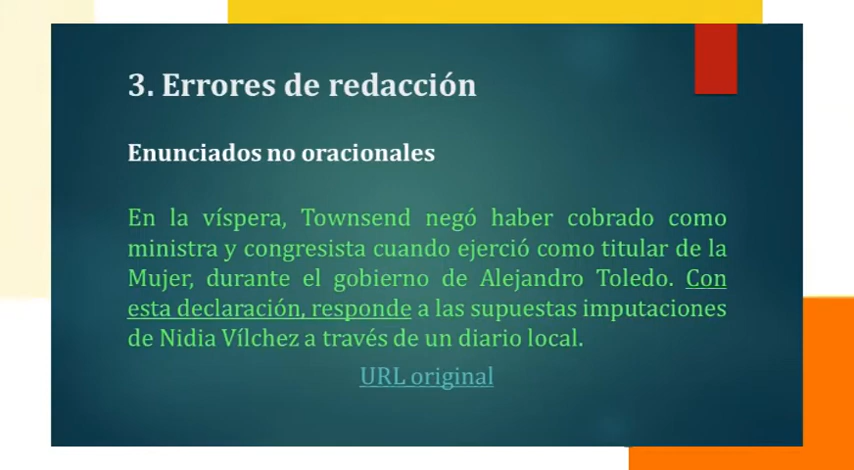 3. Errores de redacción
Enunciados no oracionales
En la víspera, Townsend negó haber cobrado como
ministra y congresista cuando ejerció como titular de la
Mujer, durante el gobierno de Alejandro Toledo. Con
esta declaración, responde a las supuestas imputaciones
de Nidia Vílchez a través de un diario local.
URL original